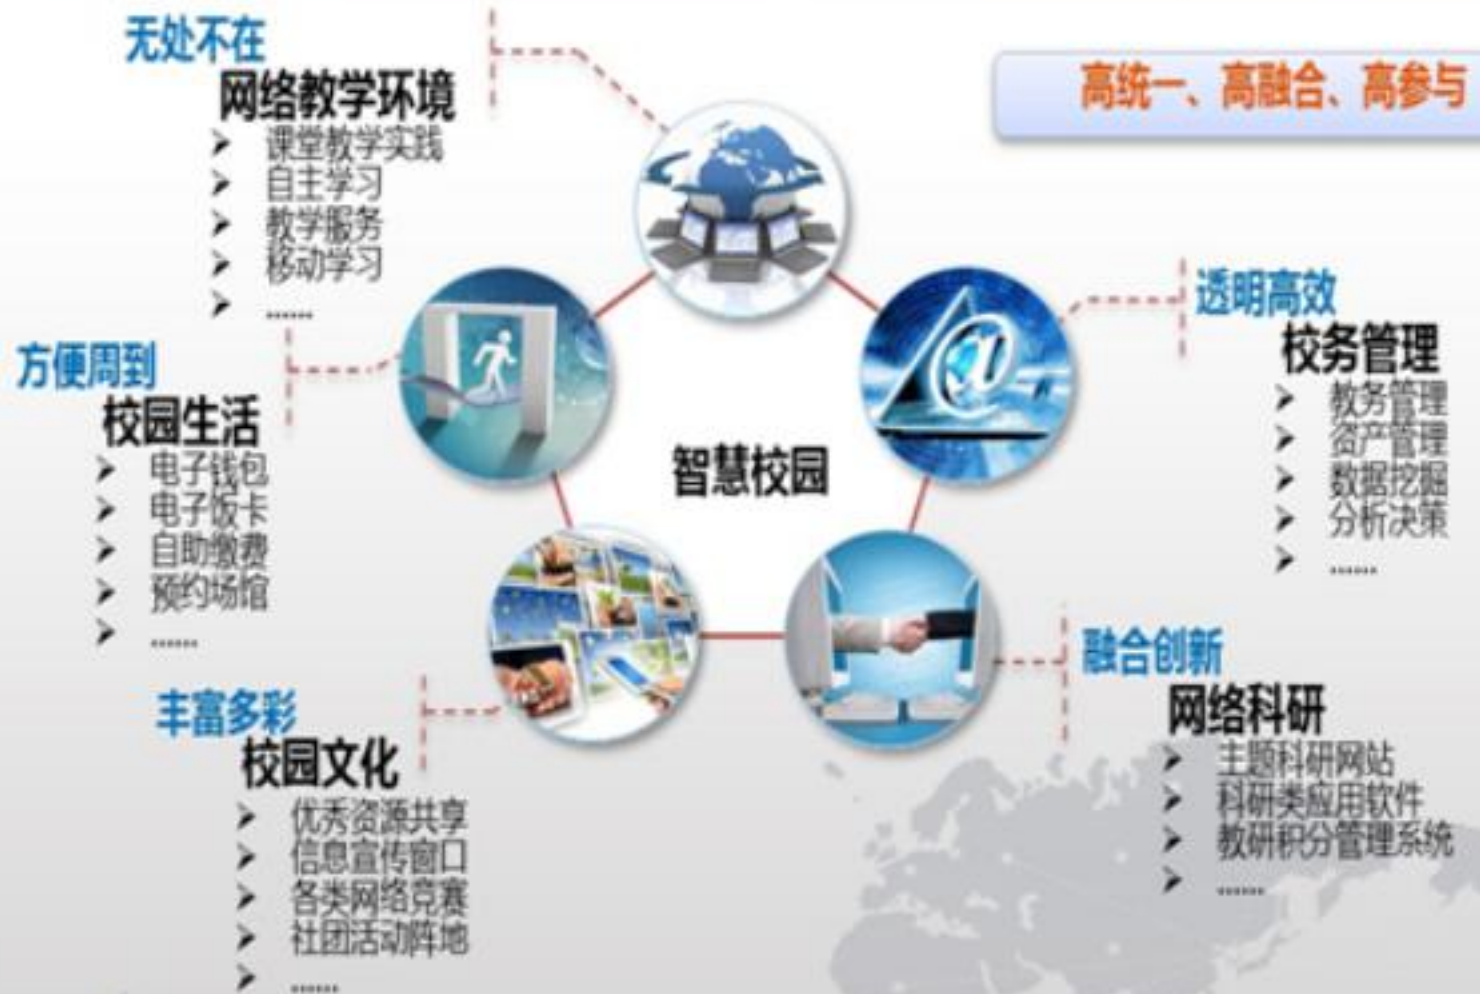 无处不在
网络教学环境
课堂教学实践
自主学习
教学服务
移动学习
……
高统一、高融合、高参与
方便周到
校园生活
电子钱包
电子饭卡
自助缴费
预约场馆
……
智慧校园
透明高效
校务管理
教务管理
资产管理
数据挖掘
分析决策
……
丰富多彩
校园文化
优秀资源共享
信息宣传窗口
各类网络竞赛
社团活动阵地
……
融合创新
网络科研
主题科研网站
科研类应用软件
教研积分管理系统
……
@